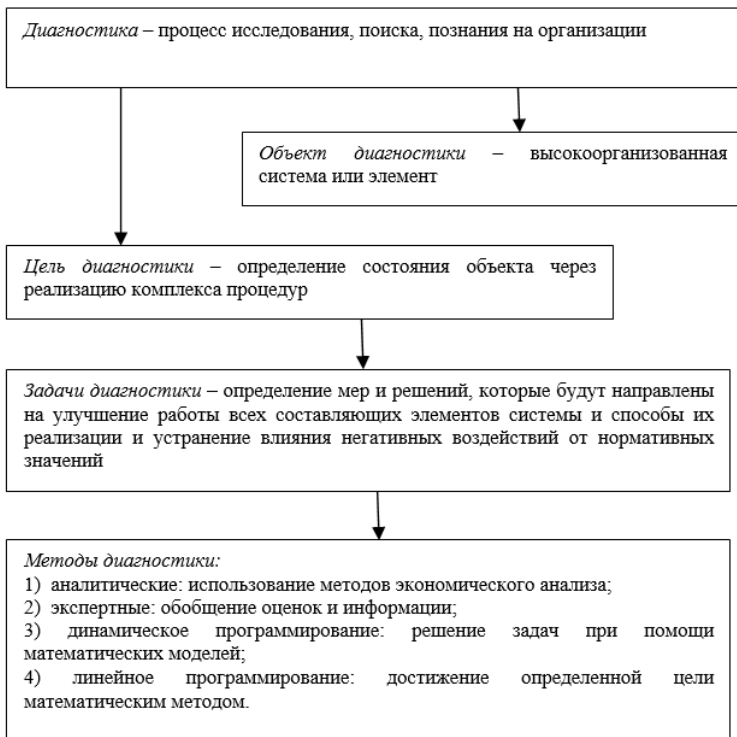 Диагностика – процесс исследования, поиска, познания на организации
Объект диагностики – высокоорганизованная
система или элемент
Цель диагностики – определение состояния объекта через
реализацию комплекса процедур
Задачи диагностики – определение мер и решений, которые будут направлены
на улучшение работы всех составляющих элементов системы и способы их
реализации и устранение влияния негативных воздействий от нормативных
значений
Методы диагностики:
1) аналитические: использование методов экономического анализа;
2) экспертные: обобщение оценок и информации;
3) динамическое программирование: решение задач при помощи
математических моделей;
4) линейное программирование: достижение определенной цели
математическим методом.